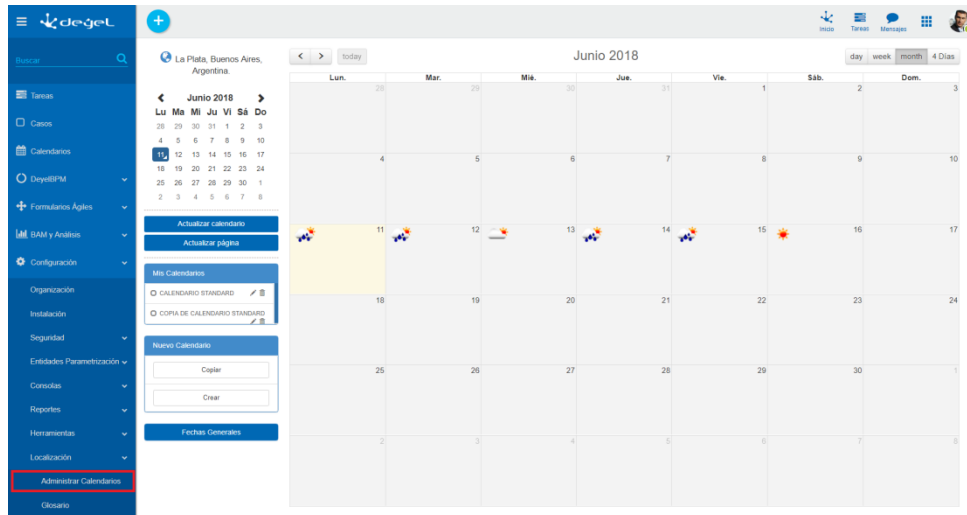 deyel
Inicio
Tareas
Mensajes
Buscar
Tareas
Casos
Calendarios
DeyelBPM
Formularios Ágiles
BAM y Análisis
Configuración
Organización
Instalación
Seguridad
Entidades Parametrización
Consolas
Reportes
Herramientas
Localización
Administrar Calendarios
Glosario
La Plata, Buenos Aires,
Argentina.
Junio 2018
Lu Ma Mi Ju Vi Sá Do
28 29 30 31 1 2 3
4 5 6 7 8 9 10
11 12 13 14 15 16 17
18 19 20 21 22 23 24
25 26 27 28 29 30 1
2 3 4 5 6 7 8
Actualizar calendario
Actualizar página
Mis Calendarios
CALENDARIO STANDARD
COPIA DE CALENDARIO STANDARD
Nuevo Calendario
Copiar
Crear
Fechas Generales
today
Junio 2018
day week month 4 Días
Lun. Mar. Mié. Jue. Vie. Sáb. Dom.
28 29 30 31 1 2 3
4 5 6 7 8 9 10
11 12 13 14 15 16 17
18 19 20 21 22 23 24
25 26 27 28 29 30 1
2 3 4 5 6 7 8